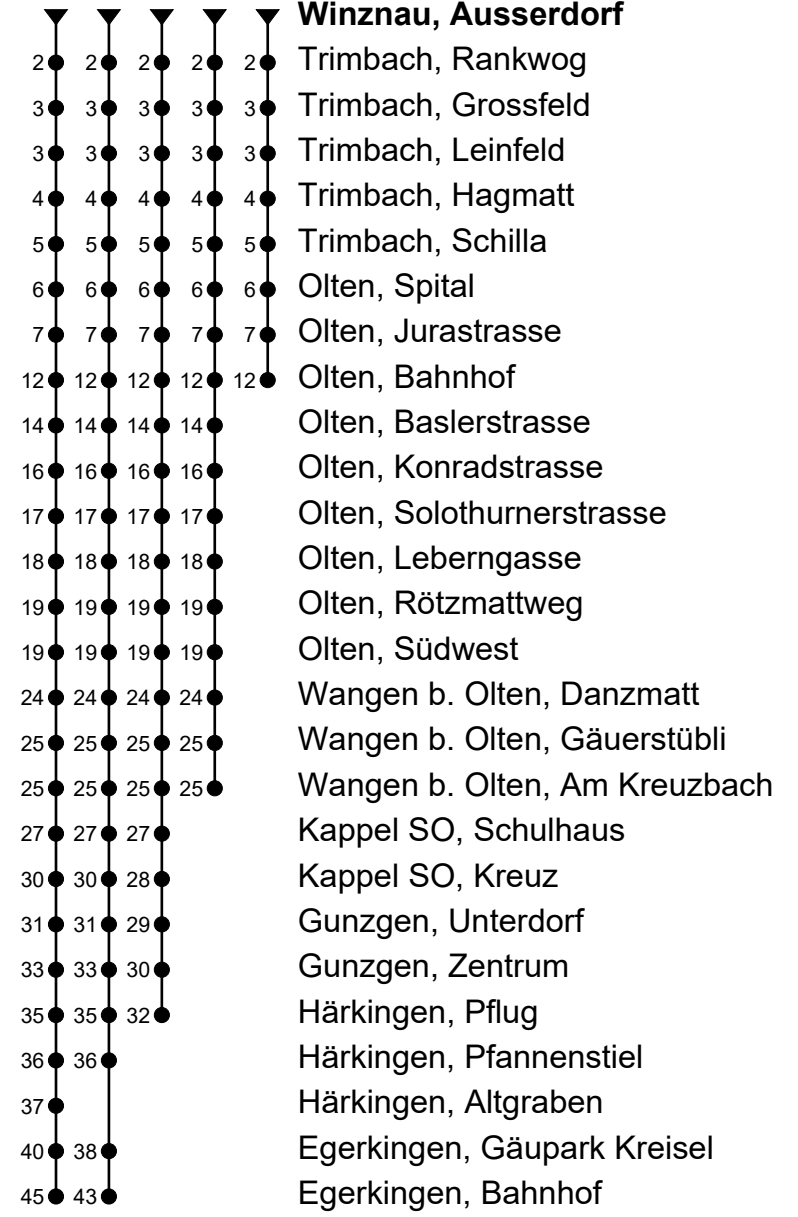 Winznau, Ausserdorf
2 2 2 2 2 Trimbach, Rankwog
3 3 3 3 3 Trimbach, Grossfeld
3 3 3 3 3 Trimbach, Leinfeld
4 4 4 4 4 Trimbach, Hagmatt
5 5 5 5 5 Trimbach, Schilla
6 6 6 6 6 Olten, Spital
7 7 7 7 7 Olten, Jurastrasse
12 12 12 12 12 Olten, Bahnhof
14 14 14 14 Olten, Baslerstrasse
16 16 16 16 Olten, Konradstrasse
17 17 17 17 Olten, Solothurnerstrasse
18 18 18 18 Olten, Leberngasse
19 19 19 19 Olten, Rötzmattweg
19 19 19 19 Olten, Südwest
24 24 24 24 Wangen b. Olten, Danzmatt
25 25 25 25 Wangen b. Olten, Gäuerstübli
25 25 25 25 Wangen b. Olten, Am Kreuzbach
27 27 27 Kappel SO, Schulhaus
30 30 28 Kappel SO, Kreuz
31 31 29 Gunzgen, Unterdorf
33 33 30 Gunzgen, Zentrum
35 35 32 Härkingen, Pflug
36 36 Härkingen, Pfannenstiel
37 Härkingen, Altgraben
40 38 Egerkingen, Gäupark Kreisel
45 43 Egerkingen, Bahnhof